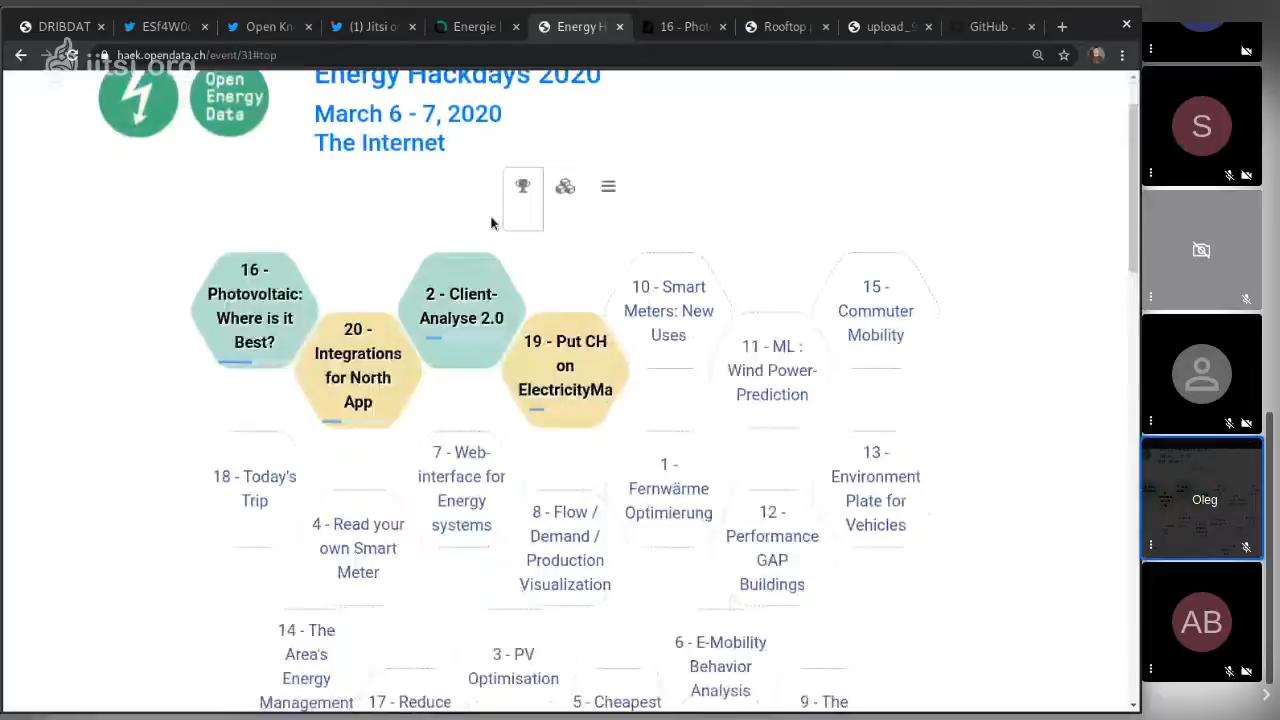 DRIBDAT
ESf4W0
Open Kn
(1) Jitsi or
Energie
Energy H
16 - Phot
Rooftop p
upload_9
GitHub -
haek.opendata.ch/event/31#top
jitsi.org
Open
Energy
Data
Energy Hackdays 2020
March 6 - 7, 2020
The Internet
16 -
Photovoltaic:
Where is it
Best?
20 -
Integrations
for North
App
2 - Client-
Analyse 2.0
19 - Put CH
on
ElectricityMa
10 - Smart
Meters: New
Uses
11 - ML :
Wind Power-
Prediction
15 -
Commuter
Mobility
18 - Today's
Trip
4 - Read your
own Smart
Meter
7 - Web-
interface for
Energy
systems
8 - Flow /
Demand /
Production
Visualization
1 -
Fernwärme
Optimierung
12 -
Performance
GAP
Buildings
13 -
Environment
Plate for
Vehicles
14 - The
Area's
Energy
Management
17 - Reduce
3 - PV
Optimisation
5 - Cheapest
6 - E-Mobility
Behavior
Analysis
9 - The
S
Oleg
AB